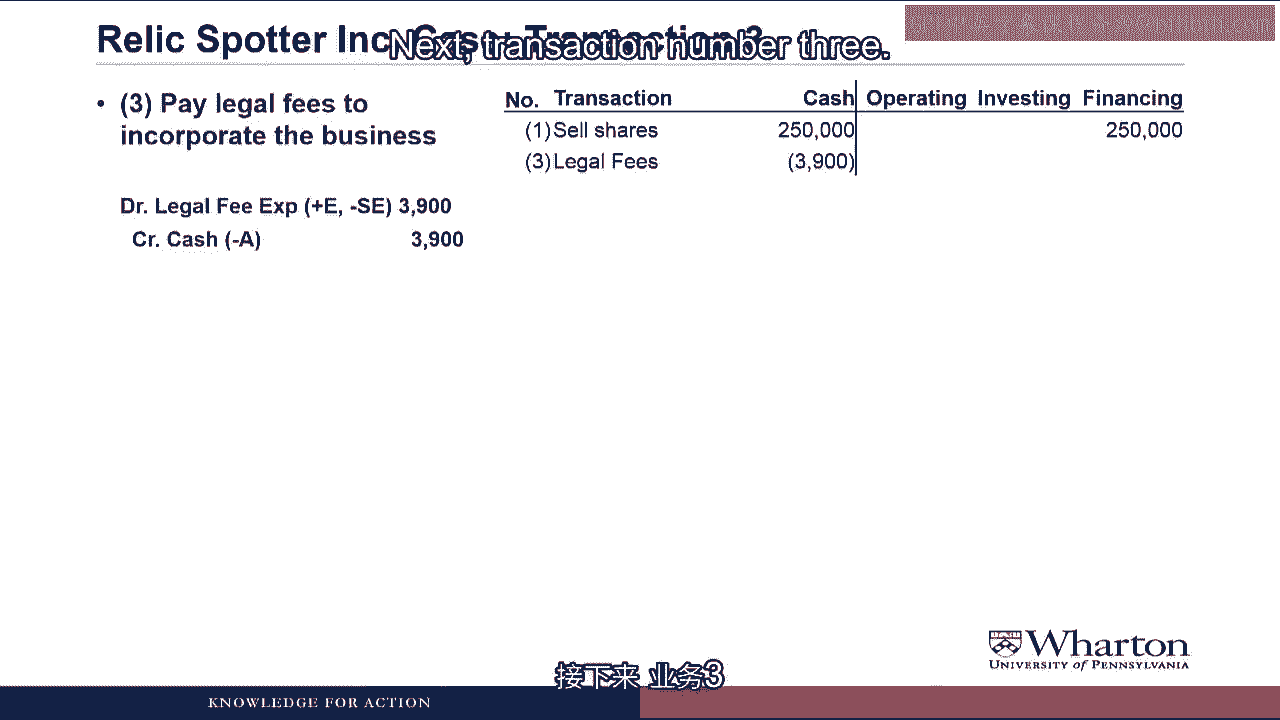 Relic Spotter Inc. Case: Transaction 3
Next, transaction number three.
• (3) Pay legal fees to
incorporate the business
Dr. Legal Fee Exp (+E, -SE) 3,900
Cr. Cash (-A) 3,900
No. Transaction Cash Operating Investing Financing
(1) Sell shares 250,000 250,000
(3) Legal Fees (3,900)
Wharton
UNIVERSITY of PENNSYLVANIA
接下来 业务3
KNOWLEDGE FOR ACTION